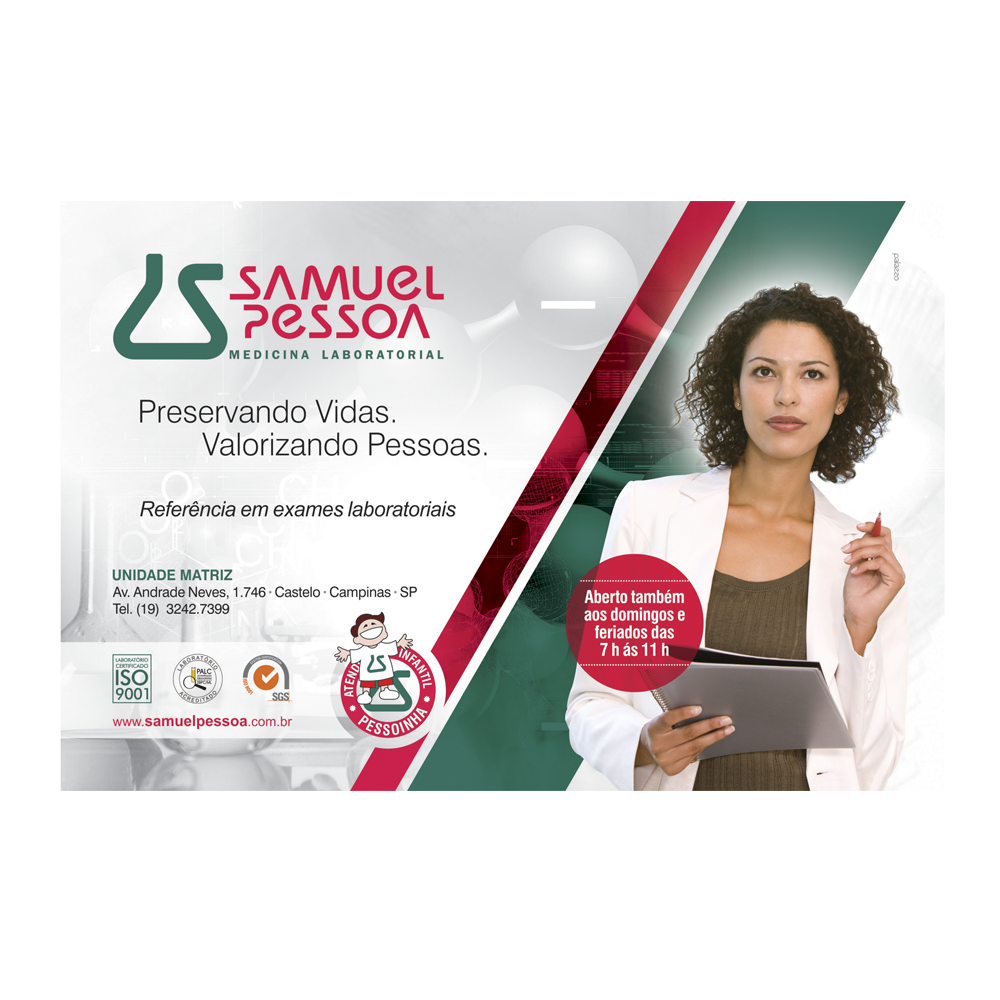 SAMUEL
PESSOA
MEDICINA LABORATORIAL
Preservando Vidas.
Valorizando Pessoas.
Referência em exames laboratoriais
UNIDADE MATRIZ
Av. Andrade Neves, 1.746 · Castelo · Campinas · SP
Tel. (19) 3242.7399
LABORATÓRIO
CERTIFICADO
ISO
9001
LABORATÓRIO
PALC
ACREDITADO
SGS
www.samuelpessoa.com.br
ATEND INFANTIL
PESSOINHA
Aberto também
aos domingos e
feriados das
7 h ás 11 h